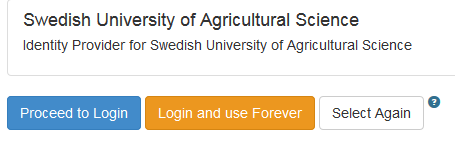 Swedish University of Agricultural Science
Identity Provider for Swedish University of Agricultural Science
Proceed to Login Login and use Forever Select Again ?